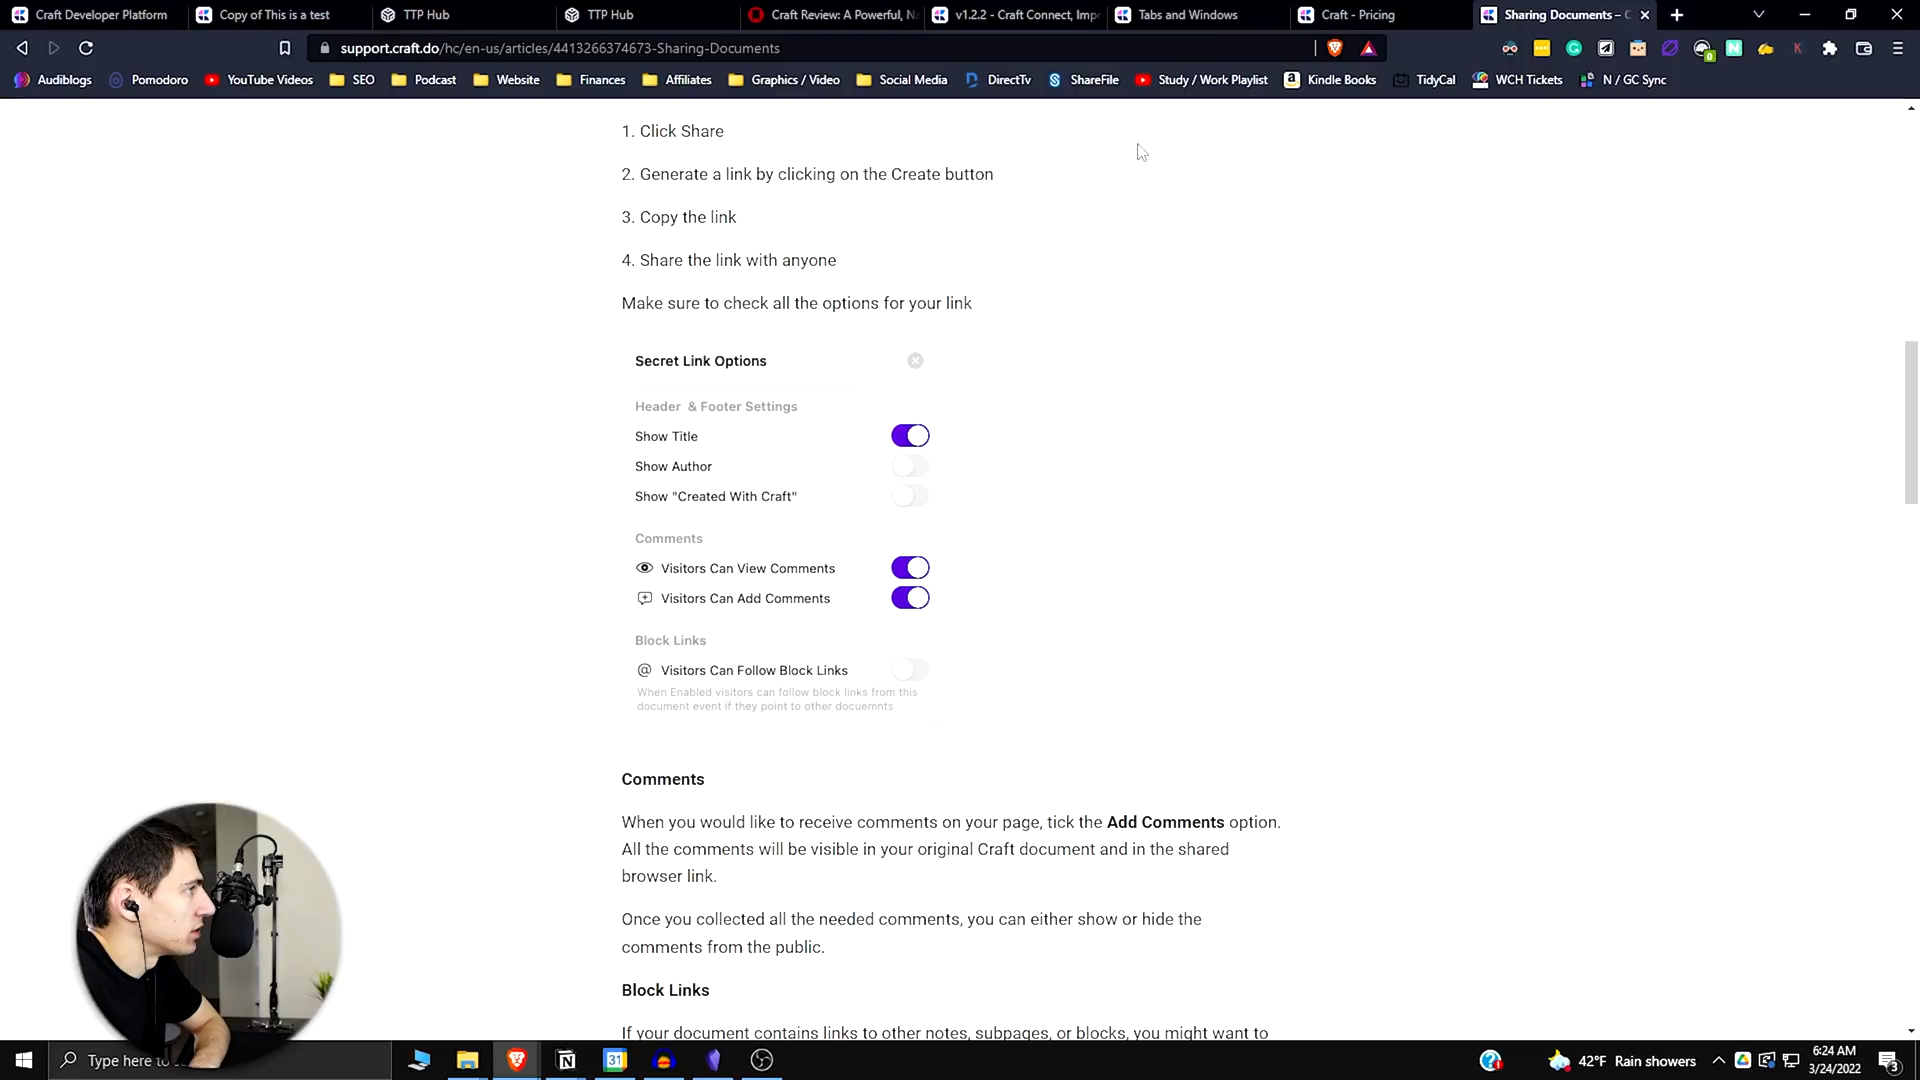 Craft Developer Platform
Copy of This is a test
TTP Hub
TTP Hub
Craft Review: A Powerful, Na
v1.2.2 - Craft Connect, Impr
Tabs and Windows
Craft - Pricing
Sharing Documents – C
support.craft.do/hc/en-us/articles/4413266374673-Sharing-Documents
Audiblogs
Pomodoro
YouTube Videos
SEO
Podcast
Website
Finances
Affiliates
Graphics / Video
Social Media
DirectTv
ShareFile
Study / Work Playlist
Kindle Books
TidyCal
WCH Tickets
N / GC Sync
1. Click Share
2. Generate a link by clicking on the Create button
3. Copy the link
4. Share the link with anyone
Make sure to check all the options for your link
Secret Link Options
Header & Footer Settings
Show Title
Show Author
Show "Created With Craft"
Comments
Visitors Can View Comments
Visitors Can Add Comments
Block Links
@ Visitors Can Follow Block Links
When Enabled visitors can follow block links from this
document event if they point to other docuemnts
Comments
When you would like to receive comments on your page, tick the Add Comments option.
All the comments will be visible in your original Craft document and in the shared
browser link.
Once you collected all the needed comments, you can either show or hide the
comments from the public.
Block Links
If your document contains links to other notes, subpages, or blocks, you might want to
Type here to
31
42°F Rain showers
6:24 AM
3/24/2022
3